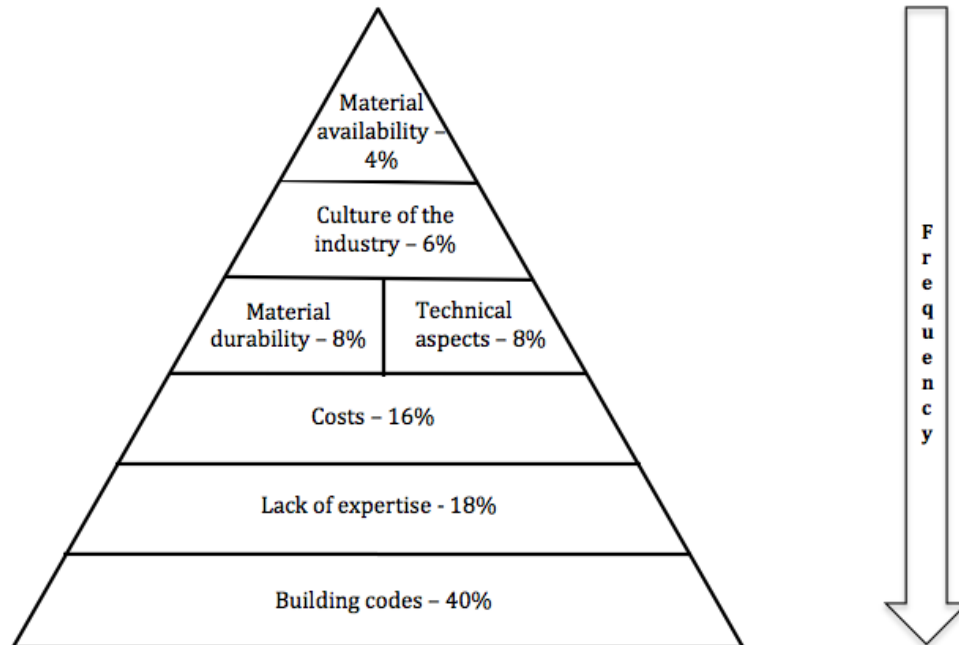 Material
availability –
4%
Culture of the
industry – 6%
Material
durability – 8%
Technical
aspects – 8%
Costs – 16%
Lack of expertise - 18%
Building codes – 40%
F
r
e
q
u
e
n
c
y